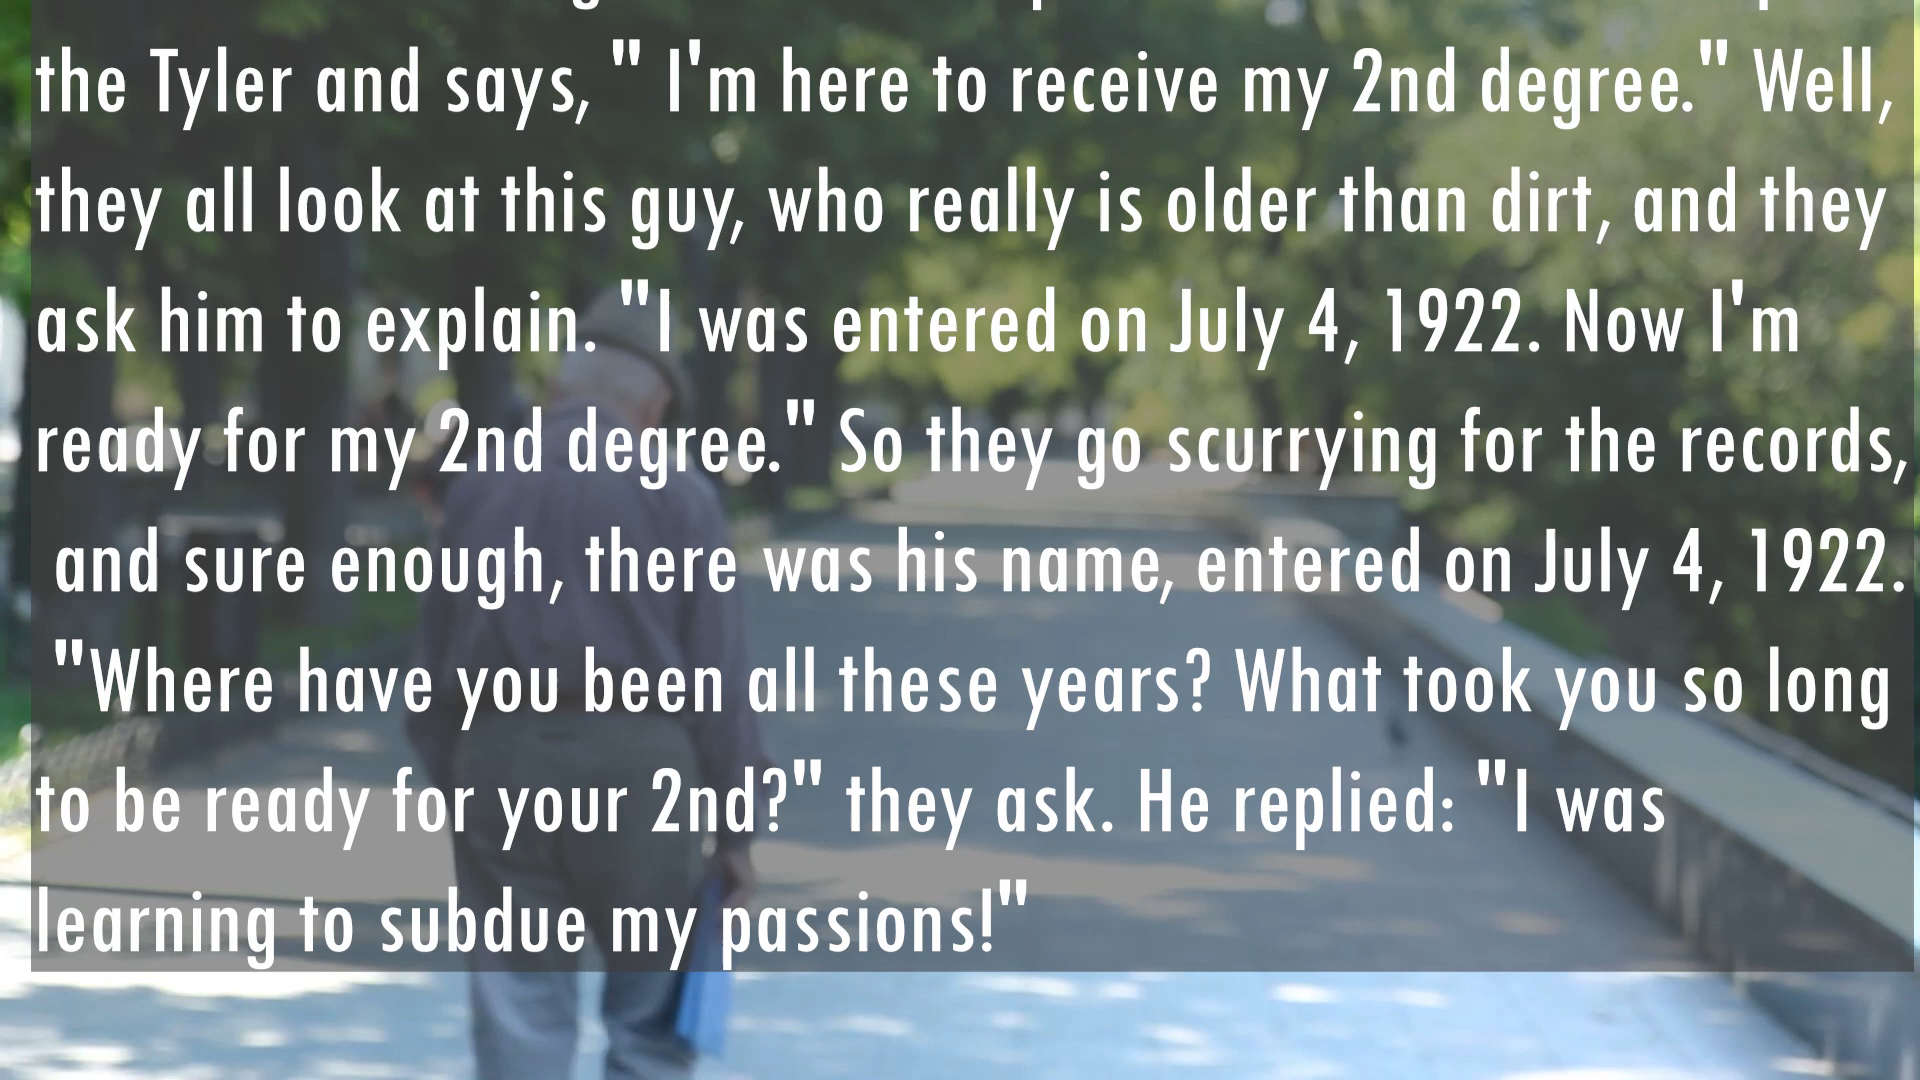 the Tyler and says, " I'm here to receive my 2nd degree." Well,
they all look at this guy, who really is older than dirt, and they
ask him to explain. "I was entered on July 4, 1922. Now I'm
ready for my 2nd degree." So they go scurrying for the records,
and sure enough, there was his name, entered on July 4, 1922.
"Where have you been all these years? What took you so long
to be ready for your 2nd?" they ask. He replied: "I was
learning to subdue my passions!"